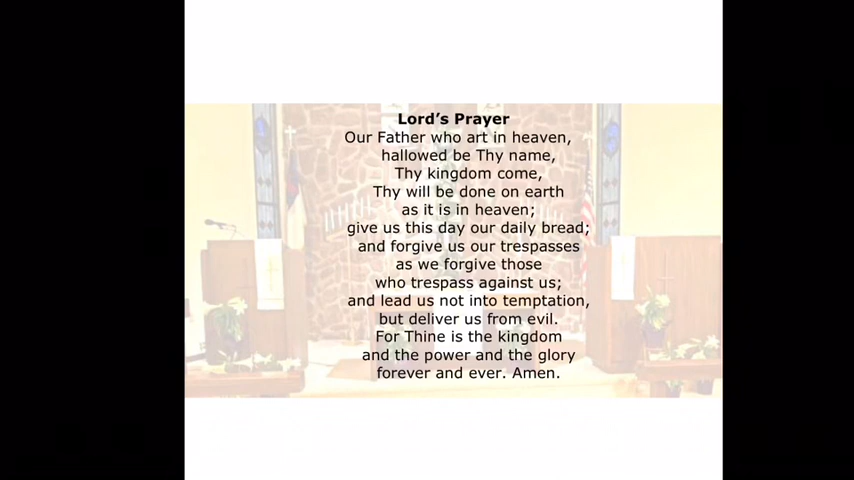 Lord’s Prayer
Our Father who art in heaven,
hallowed be Thy name,
Thy kingdom come,
Thy will be done on earth
as it is in heaven;
give us this day our daily bread;
and forgive us our trespasses
as we forgive those
who trespass against us;
and lead us not into temptation,
but deliver us from evil.
For Thine is the kingdom
and the power and the glory
forever and ever. Amen.